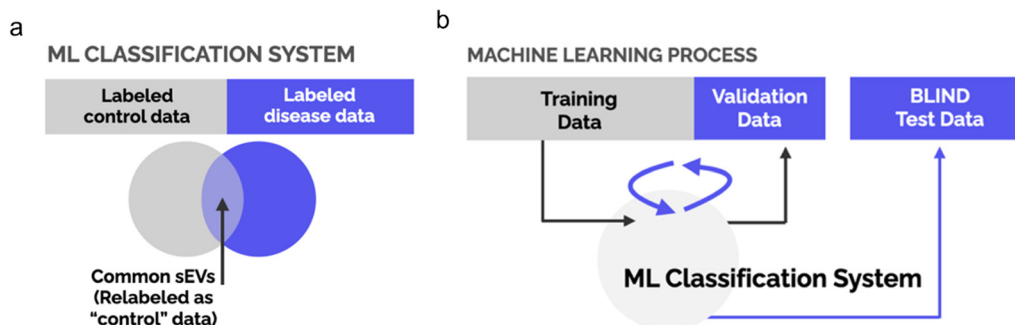 a
ML CLASSIFICATION SYSTEM
Labeled
control data
Labeled
disease data
Common sEVs
(Relabeled as
“control” data)
b
MACHINE LEARNING PROCESS
Training
Data
Validation
Data
BLIND
Test Data
ML Classification System